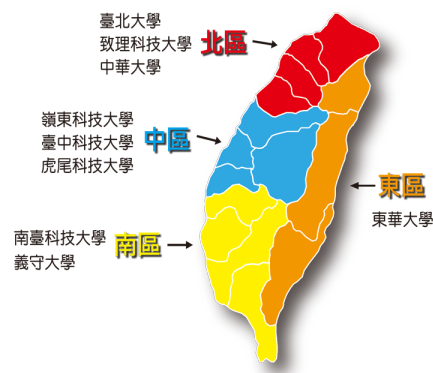 臺北大學
致理科技大學
中華大學
北區
嶺東科技大學
臺中科技大學
虎尾科技大學
中區
東區
東華大學
南臺科技大學
義守大學
南區